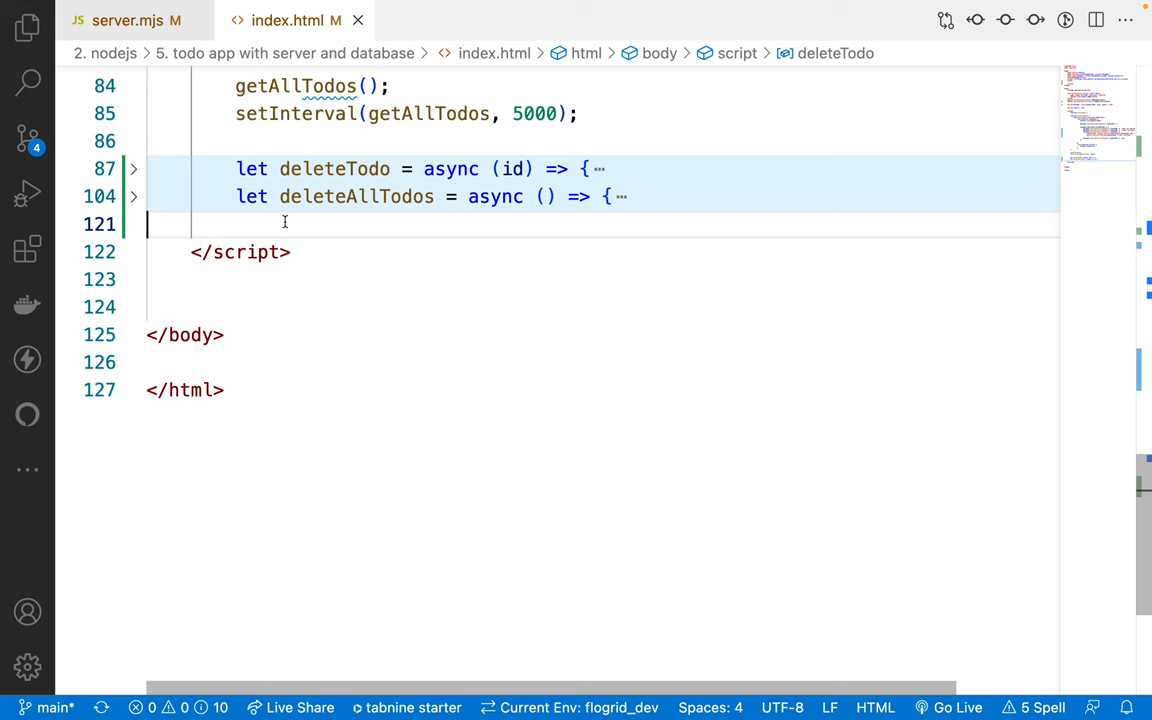 JS server.mjs M <> index.html M
2. nodejs > 5. todo app with server and database > <> index.html > html > body > script > deleteTodo
84 getAllTodos();
85 setInterval(getAllTodos, 5000);
86
87 let deleteTodo = async (id) => {⋯
104 let deleteAllTodos = async () => {⋯
121
122 </script>
123
124
125 </body>
126
127 </html>
4
main* 0 0 10 Live Share tabnine starter Current Env: flogrid_dev Spaces: 4 UTF-8 LF HTML Go Live 5 Spell